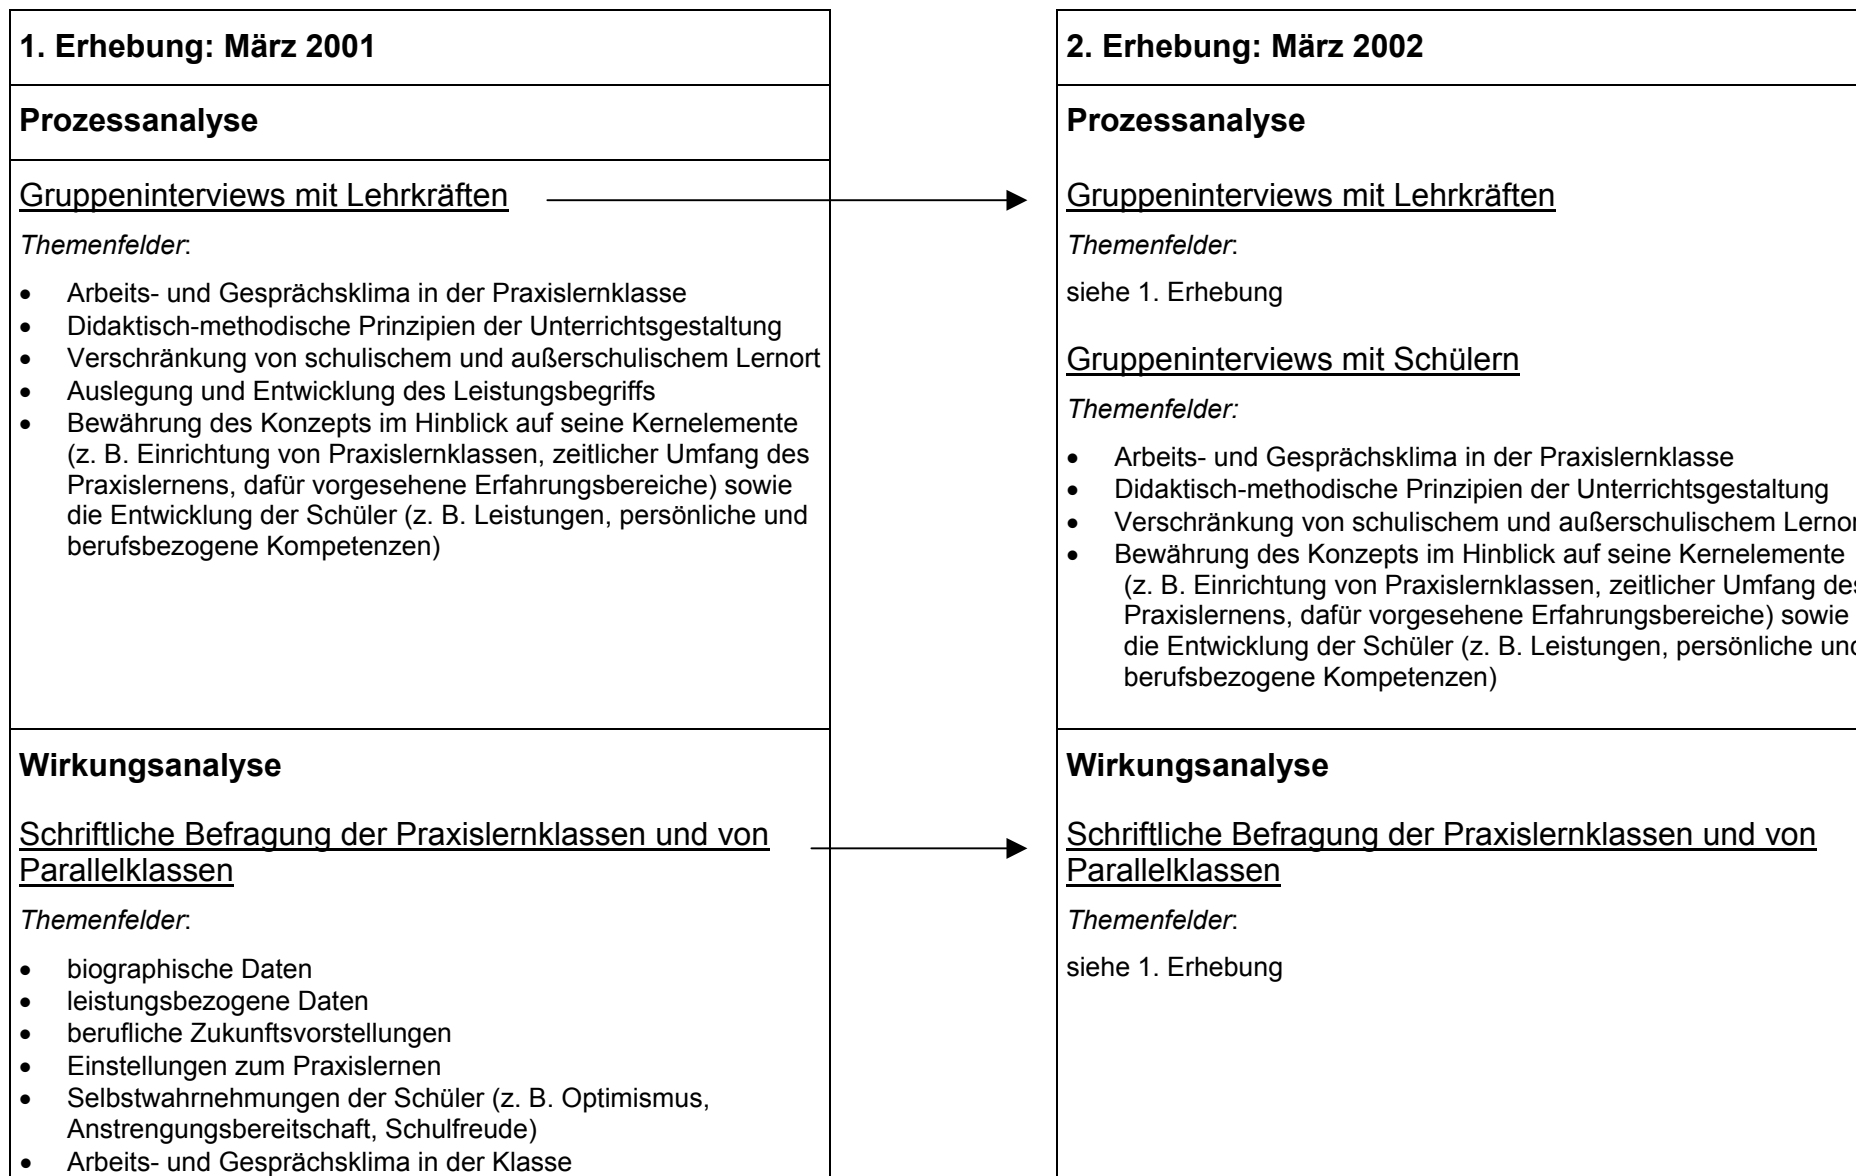 1. Erhebung: März 2001
Prozessanalyse
Gruppeninterviews mit Lehrkräften
Themenfelder:
• Arbeits- und Gesprächsklima in der Praxislernklasse
• Didaktisch-methodische Prinzipien der Unterrichtsgestaltung
• Verschränkung von schulischem und außerschulischem Lernort
• Auslegung und Entwicklung des Leistungsbegriffs
• Bewährung des Konzepts im Hinblick auf seine Kernelemente
(z. B. Einrichtung von Praxislernklassen, zeitlicher Umfang des
Praxislernens, dafür vorgesehene Erfahrungsbereiche) sowie
die Entwicklung der Schüler (z. B. Leistungen, persönliche und
berufsbezogene Kompetenzen)
Wirkungsanalyse
Schriftliche Befragung der Praxislernklassen und von
Parallelklassen
Themenfelder:
• biographische Daten
• leistungsbezogene Daten
• berufliche Zukunftsvorstellungen
• Einstellungen zum Praxislernen
• Selbstwahrnehmungen der Schüler (z. B. Optimismus,
Anstrengungsbereitschaft, Schulfreude)
• Arbeits- und Gesprächsklima in der Klasse
2. Erhebung: März 2002
Prozessanalyse
Gruppeninterviews mit Lehrkräften
Themenfelder:
siehe 1. Erhebung
Gruppeninterviews mit Schülern
Themenfelder:
• Arbeits- und Gesprächsklima in der Praxislernklasse
• Didaktisch-methodische Prinzipien der Unterrichtsgestaltung
• Verschränkung von schulischem und außerschulischem
• Bewährung des Konzepts im Hinblick auf seine Kernelemente
(z. B. Einrichtung von Praxislernklassen, zeitlicher Umfang
Praxislernens, dafür vorgesehene Erfahrungsbereiche) sowie
die Entwicklung der Schüler (z. B. Leistungen, persönliche
berufsbezogene Kompetenzen)
Wirkungsanalyse
Schriftliche Befragung der Praxislernklassen und von
Parallelklassen
Themenfelder:
siehe 1. Erhebung